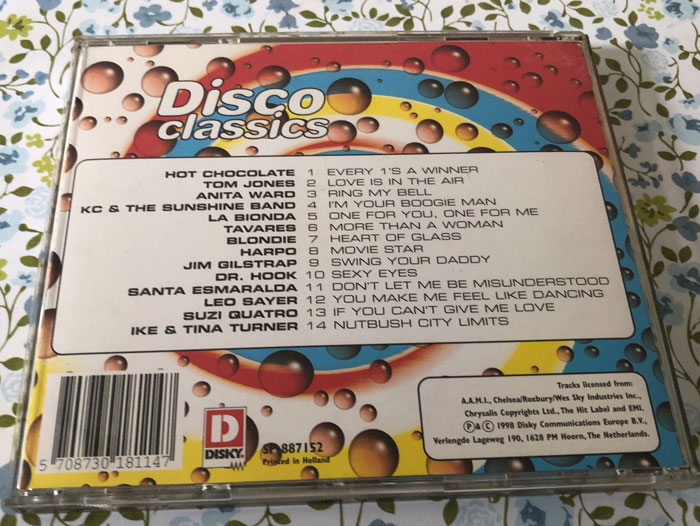 Disco
classics
HOT CHOCOLATE 1 EVERY 1'S A WINNER
TOM JONES 2 LOVE IS IN THE AIR
ANITA WARD 3 RING MY BELL
KC & THE SUNSHINE BAND 4 I'M YOUR BOOGIE MAN
LA BIONDA 5 ONE FOR YOU, ONE FOR ME
TAVARES 6 MORE THAN A WOMAN
BLONDIE 7 HEART OF GLASS
HARPO 8 MOVIE STAR
JIM GILSTRAP 9 SWING YOUR DADDY
DR. HOOK 10 SEXY EYES
SANTA ESMARALDA 11 DON'T LET ME BE MISUNDERSTOOD
LEO SAYER 12 YOU MAKE ME FEEL LIKE DANCING
SUZI QUATRO 13 IF YOU CAN'T GIVE ME LOVE
IKE & TINA TURNER 14 NUTBUSH CITY LIMITS
5 708730 181147
D
DISKY
SP 887152
Printed in Holland
Tracks licensed from:
A.A.M.I., Chelsea/Roxbury/Wes Sky Industries Inc.,
Chrysalis Copyrights Ltd., The Hit Label and EMI.
℗ & © 1998 Disky Communications Europe B.V.,
Verlengde Lageweg 190, 1628 PM Hoorn, The Netherlands.